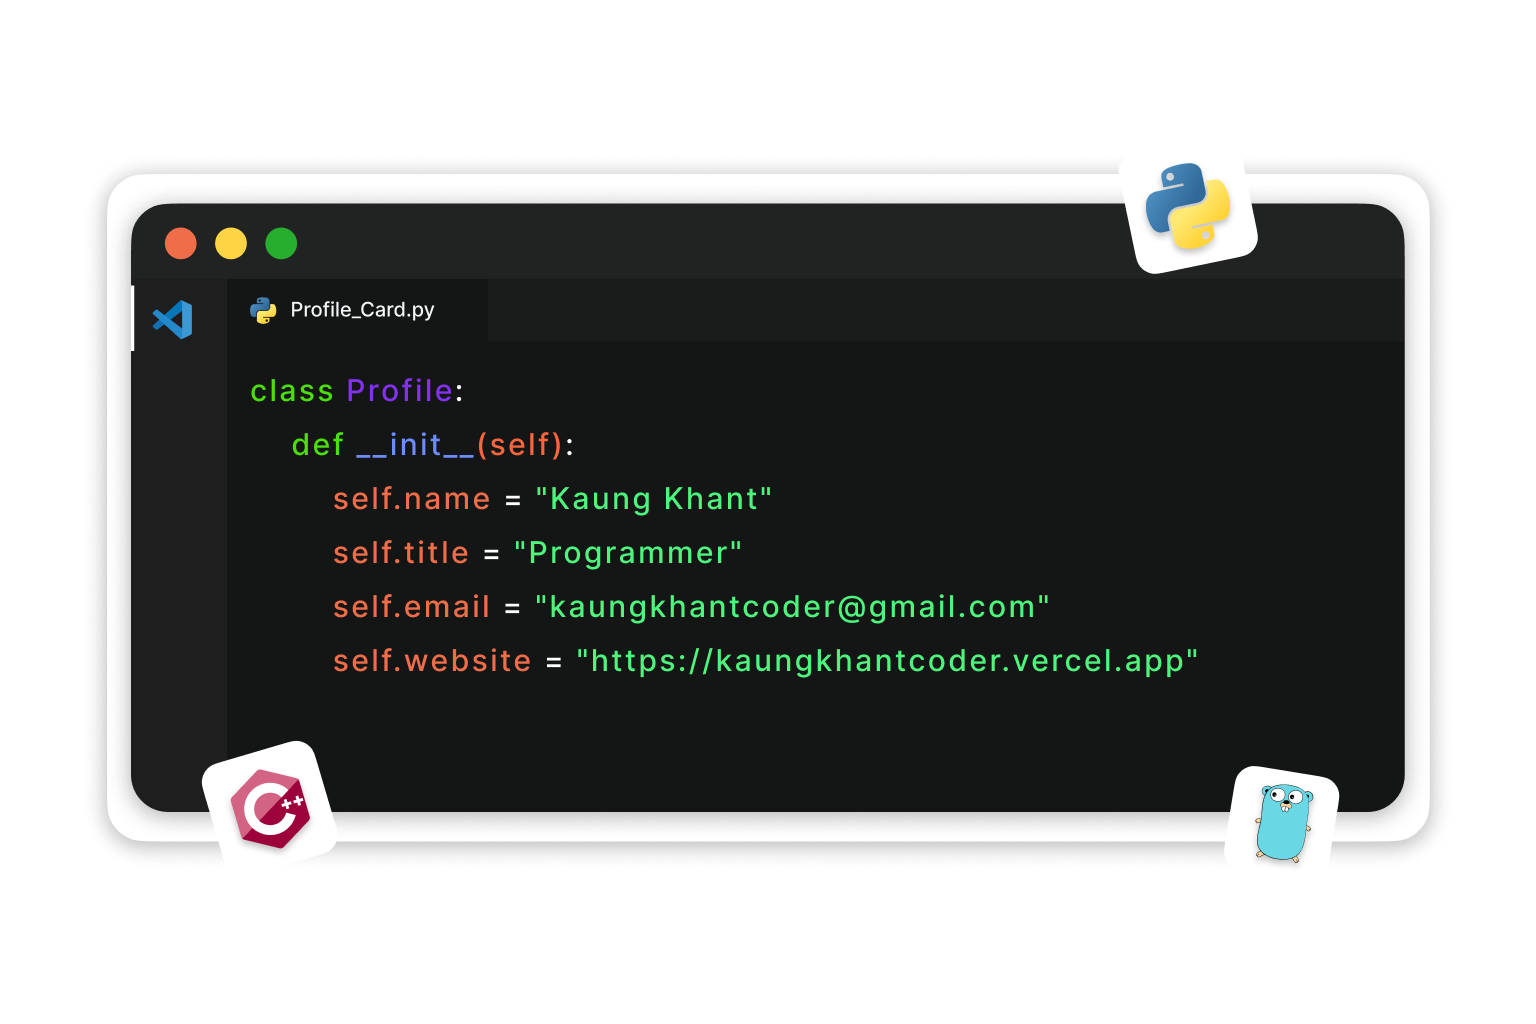 Profile_Card.py
class Profile:
def __init__(self):
self.name = "Kaung Khant"
self.title = "Programmer"
self.email = "kaungkhantcoder@gmail.com"
self.website = "https://kaungkhantcoder.vercel.app"
C++